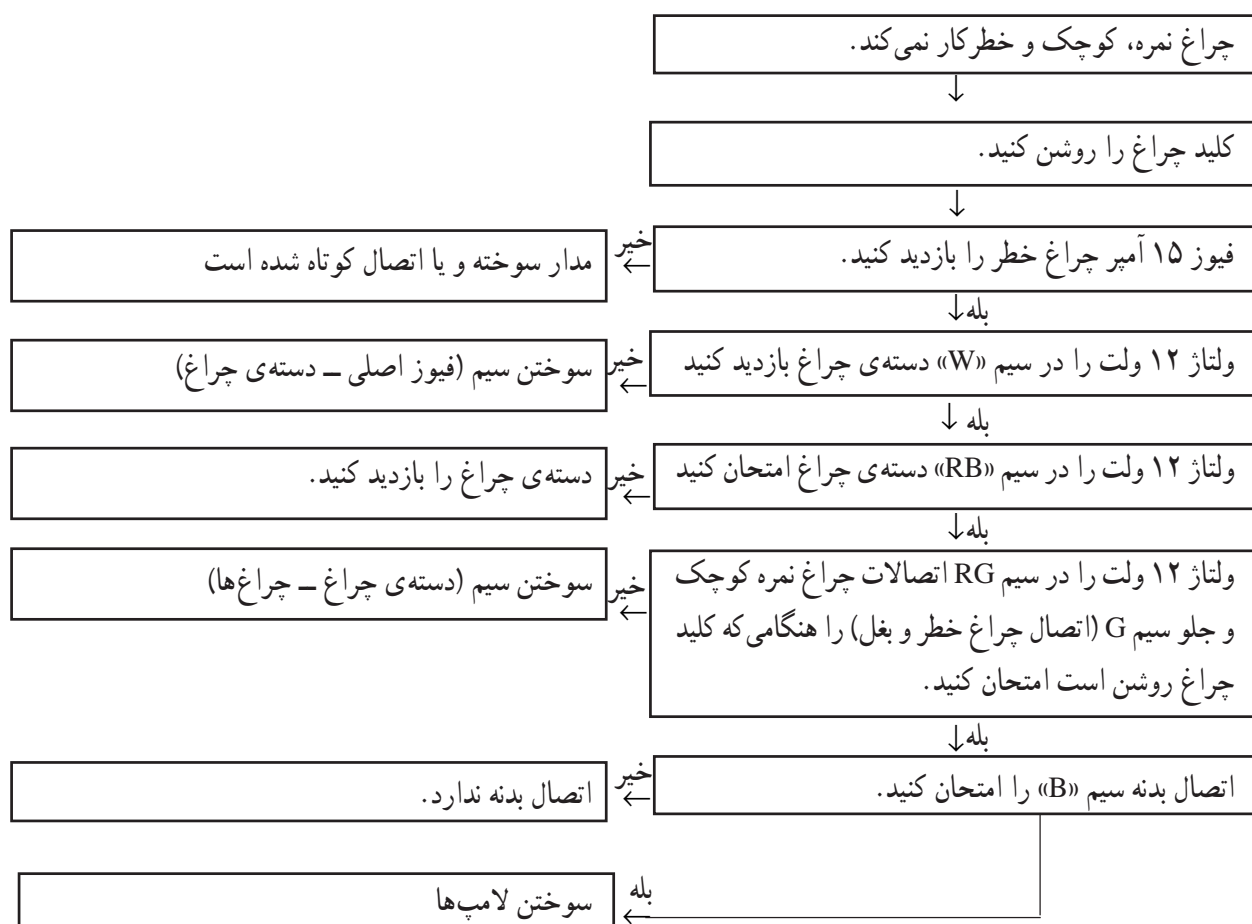 چراغ نمره، کوچک و خطرکار نمی‌کند.
↓
کلید چراغ را روشن کنید.
↓
فیوز ۱۵ آمپر چراغ خطر را بازدید کنید.
خیر
←
مدار سوخته و یا اتصال کوتاه شده است
بله↓
ولتاژ ۱۲ ولت را در سیم «W» دسته‌ی چراغ بازدید کنید
خیر
←
سوختن سیم (فیوز اصلی ــ دسته‌ی چراغ)
بله ↓
ولتاژ ۱۲ ولت را در سیم «RB» دسته‌ی چراغ امتحان کنید
خیر
←
دسته‌ی چراغ را بازدید کنید.
بله↓
ولتاژ ۱۲ ولت را در سیم RG اتصالات چراغ نمره کوچک
و جلو سیم G (اتصال چراغ خطر و بغل) را هنگامی‌که کلید
چراغ روشن است امتحان کنید.
خیر
←
سوختن سیم (دسته‌ی چراغ ــ چراغ‌ها)
بله↓
اتصال بدنه سیم «B» را امتحان کنید.
خیر
←
اتصال بدنه ندارد.
بله
←
سوختن لامپ‌ها